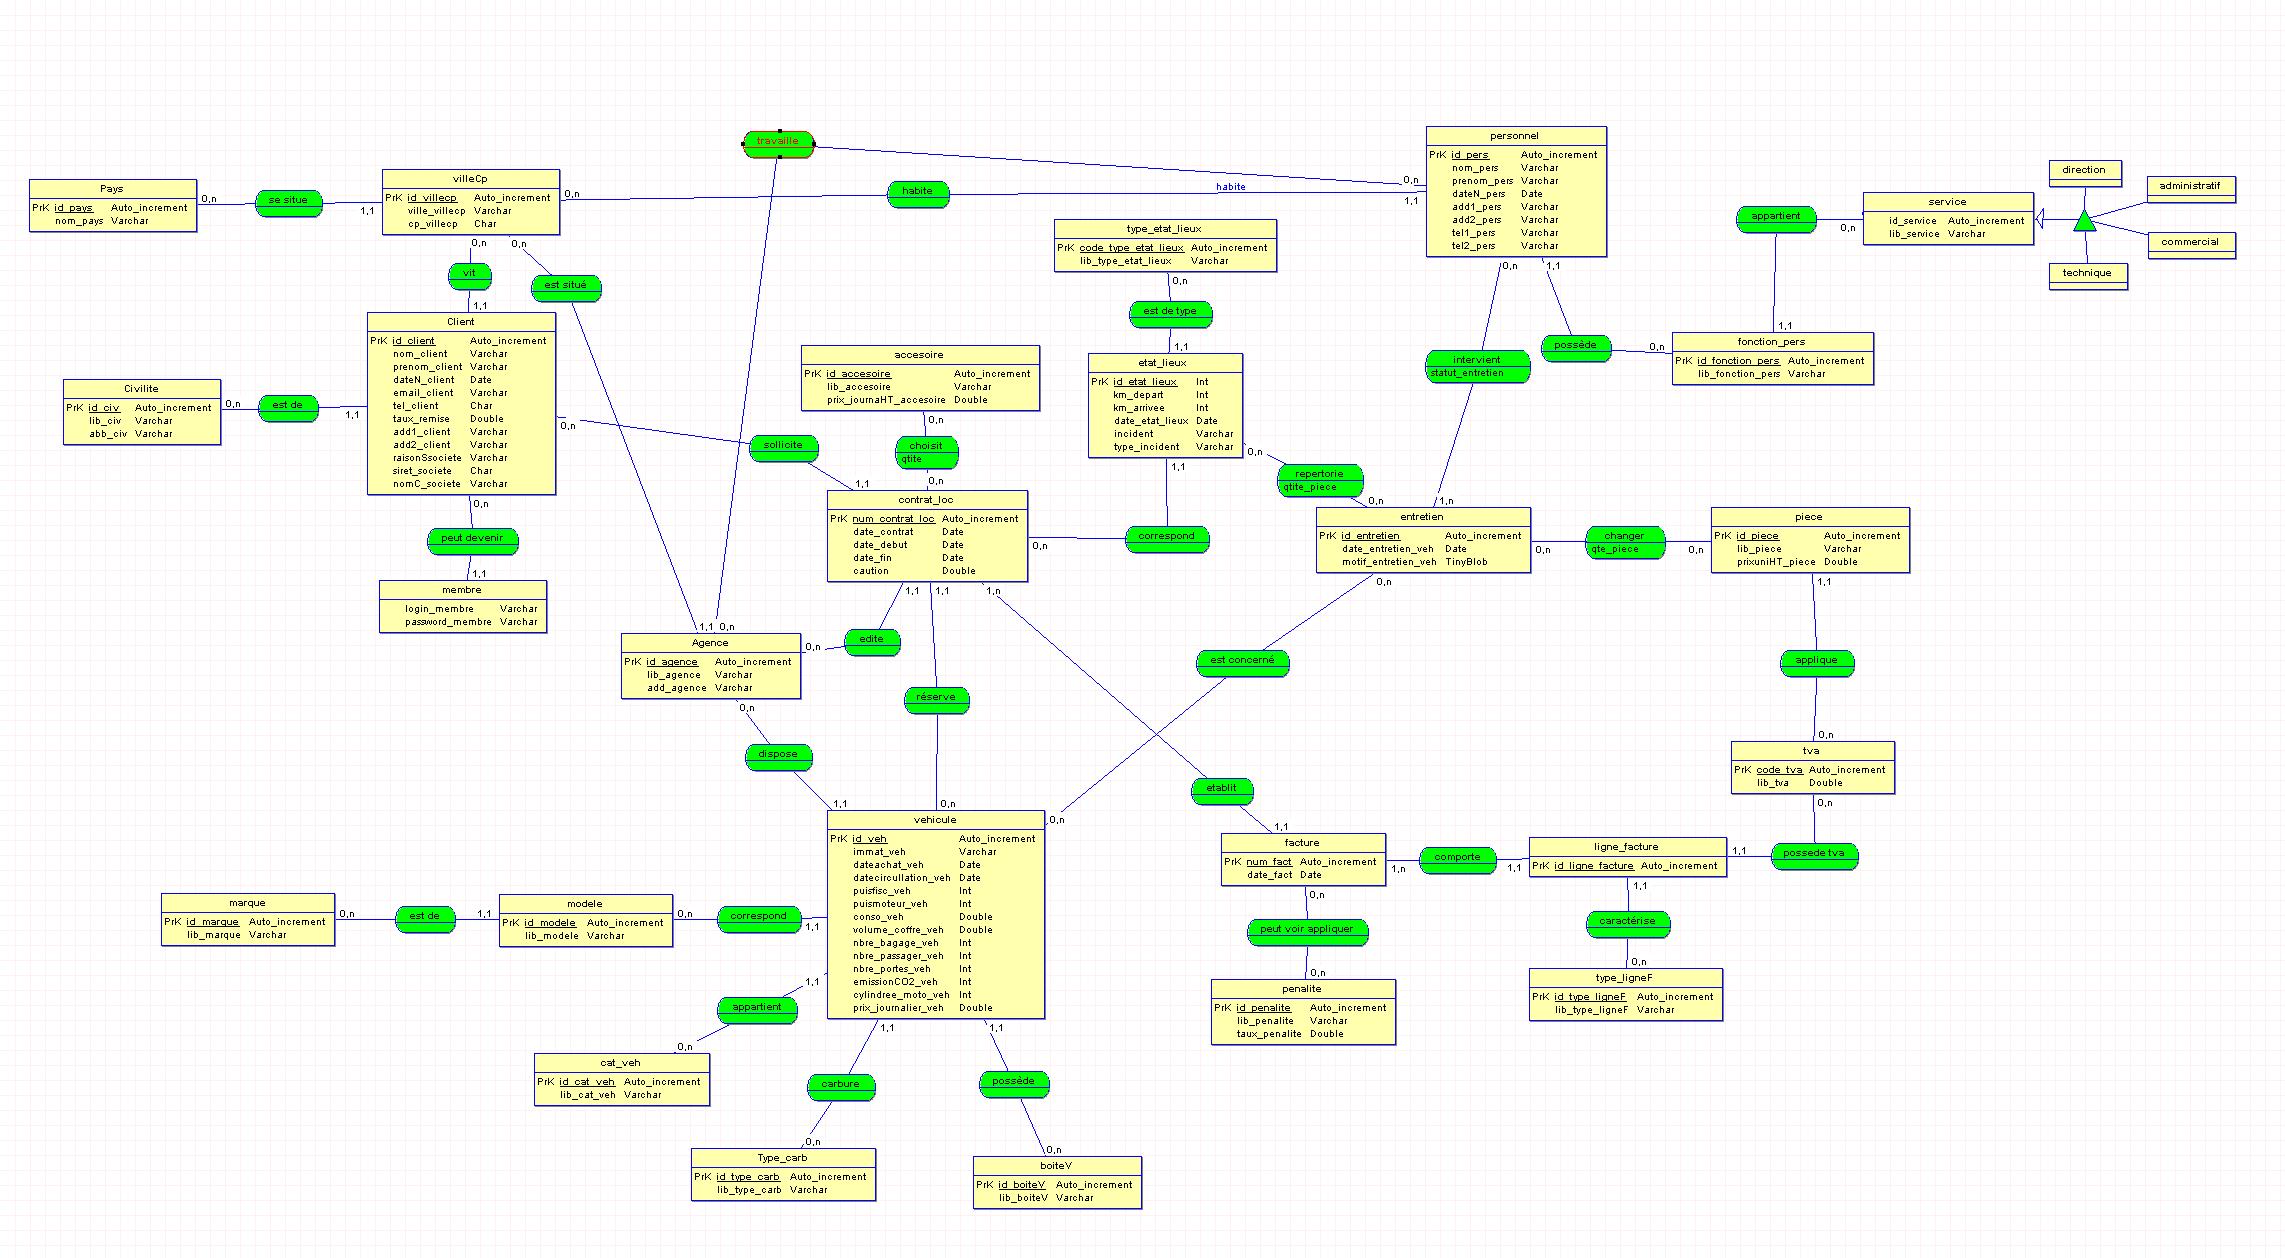 travaille
0,n
personnel
PrK id_pers Auto_increment
nom_pers Varchar
prenom_pers Varchar
dateN_pers Date
add1_pers Varchar
add2_pers Varchar
tel1_pers Varchar
tel2_pers Varchar
0,n
1,1
Pays
PrK id_pays Auto_increment
nom_pays Varchar
0,n
se situe
1,1
villeCp
PrK id_villecp Auto_increment
ville_villecp Varchar
cp_villecp Char
0,n
habite
habite
1,1
0,n
0,n
vit
est situé
1,1
direction
administratif
commercial
technique
service
id_service Auto_increment
lib_service Varchar
appartient
0,n
1,1
type_etat_lieux
PrK code_type_etat_lieux Auto_increment
lib_type_etat_lieux Varchar
0,n
est de type
1,1
Client
PrK id_client Auto_increment
nom_client Varchar
prenom_client Varchar
dateN_client Date
email_client Varchar
tel_client Char
taux_remise Double
add1_client Varchar
add2_client Varchar
raisonSsociete Varchar
siret_societe Char
nomC_societe Varchar
Civilite
PrK id_civ Auto_increment
lib_civ Varchar
abb_civ Varchar
0,n
est de
1,1
0,n
sollicite
1,1
accesoire
PrK id_accesoire Auto_increment
lib_accesoire Varchar
prix_journaHT_accesoire Double
0,n
choisit
qtite
0,n
etat_lieux
PrK id_etat_lieux Int
km_depart Int
km_arrivee Int
date_etat_lieux Date
incident Varchar
type_incident Varchar
1,1
0,n
repertorie
qtite_piece
0,n
intervient
statut_entretien
1,n
possède
0,n
fonction_pers
PrK id_fonction_pers Auto_increment
lib_fonction_pers Varchar
0,n
peut devenir
1,1
membre
login_membre Varchar
password_membre Varchar
contrat_loc
PrK num_contrat_loc Auto_increment
date_contrat Date
date_debut Date
date_fin Date
caution Double
0,n
correspond
1,1
1,1
1,n
entretien
PrK id_entretien Auto_increment
date_entretien_veh Date
motif_entretien_veh TinyBlob
0,n
changer
qte_piece
0,n
piece
PrK id_piece Auto_increment
lib_piece Varchar
prixuniHT_piece Double
1,1
0,n
1,1
0,n
Agence
PrK id_agence Auto_increment
lib_agence Varchar
add_agence Varchar
0,n
edite
0,n
est concerné
applique
réserve
dispose
0,n
tva
PrK code_tva Auto_increment
lib_tva Double
0,n
etablit
1,1
1,1
0,n
0,n
vehicule
PrK id_veh Auto_increment
immat_veh Varchar
dateachat_veh Date
datecircullation_veh Date
puisfisc_veh Int
puismoteur_veh Int
conso_veh Double
volume_coffre_veh Double
nbre_bagage_veh Int
nbre_passager_veh Int
nbre_portes_veh Int
emissionCO2_veh Int
cylindree_moto_veh Int
prix_journalier_veh Double
facture
PrK num_fact Auto_increment
date_fact Date
1,n
comporte
1,1
ligne_facture
PrK id_ligne_facture Auto_increment
1,1
possede tva
1,1
caractérise
0,n
type_ligneF
PrK id_type_ligneF Auto_increment
lib_type_ligneF Varchar
0,n
peut voir appliquer
0,n
penalite
PrK id_penalite Auto_increment
lib_penalite Varchar
taux_penalite Double
marque
PrK id_marque Auto_increment
lib_marque Varchar
0,n
est de
1,1
modele
PrK id_modele Auto_increment
lib_modele Varchar
0,n
correspond
1,1
1,1
appartient
0,n
cat_veh
PrK id_cat_veh Auto_increment
lib_cat_veh Varchar
1,1
carbure
0,n
Type_carb
PrK id_type_carb Auto_increment
lib_type_carb Varchar
1,1
possède
0,n
boiteV
PrK id_boiteV Auto_increment
lib_boiteV Varchar